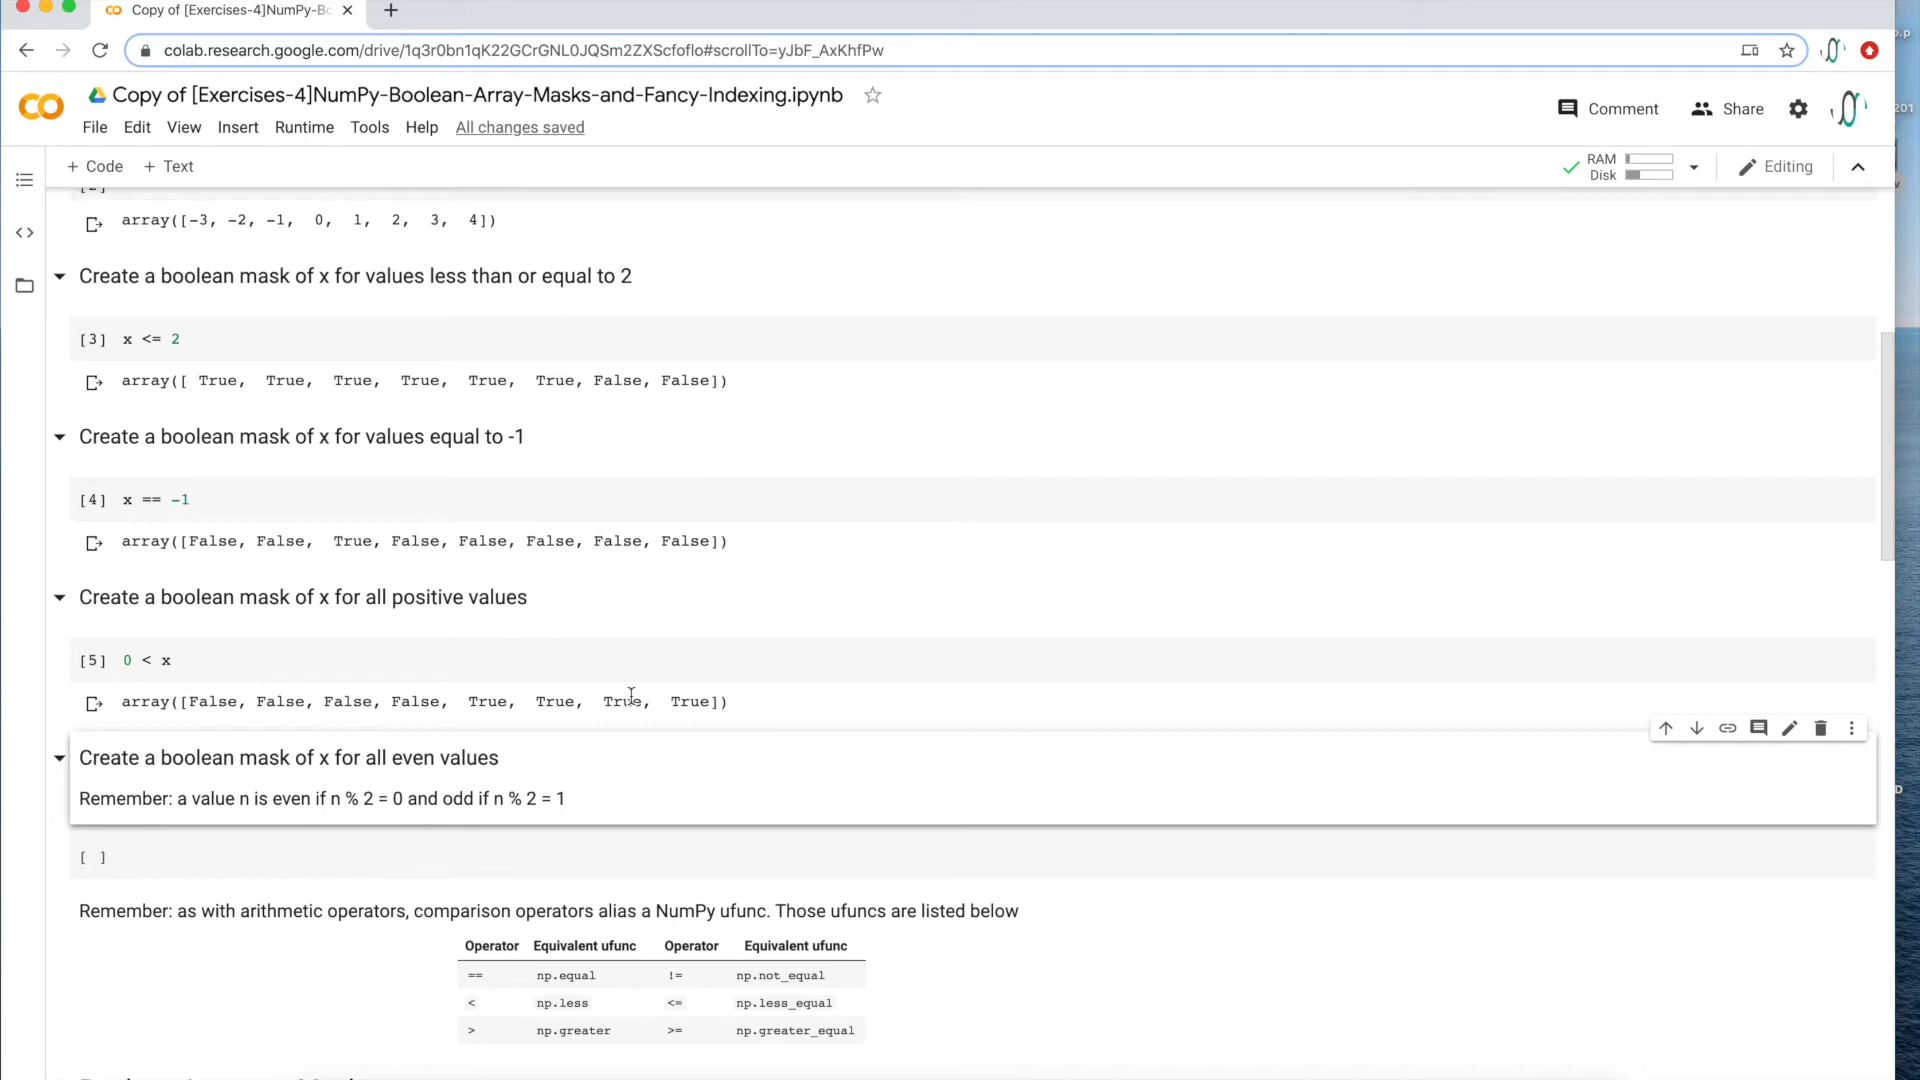 Copy of [Exercises-4]NumPy-Bo
colab.research.google.com/drive/1q3r0bn1qK22GCrGNL0JQSm2ZXScfoflo#scrollTo=yJbF_AxKhfPw
Copy of [Exercises-4]NumPy-Boolean-Array-Masks-and-Fancy-Indexing.ipynb
Comment Share
File Edit View Insert Runtime Tools Help All changes saved
+ Code + Text
RAM
Disk
Editing
[2]
array([-3, -2, -1, 0, 1, 2, 3, 4])
Create a boolean mask of x for values less than or equal to 2
[3] x <= 2
array([ True, True, True, True, True, True, False, False])
Create a boolean mask of x for values equal to -1
[4] x == -1
array([False, False, True, False, False, False, False, False])
Create a boolean mask of x for all positive values
[5] 0 < x
array([False, False, False, False, True, True, True, True])
Create a boolean mask of x for all even values
Remember: a value n is even if n % 2 = 0 and odd if n % 2 = 1
[ ]
Remember: as with arithmetic operators, comparison operators alias a NumPy ufunc. Those ufuncs are listed below
Operator Equivalent ufunc Operator Equivalent ufunc
== np.equal != np.not_equal
< np.less <= np.less_equal
> np.greater >= np.greater_equal